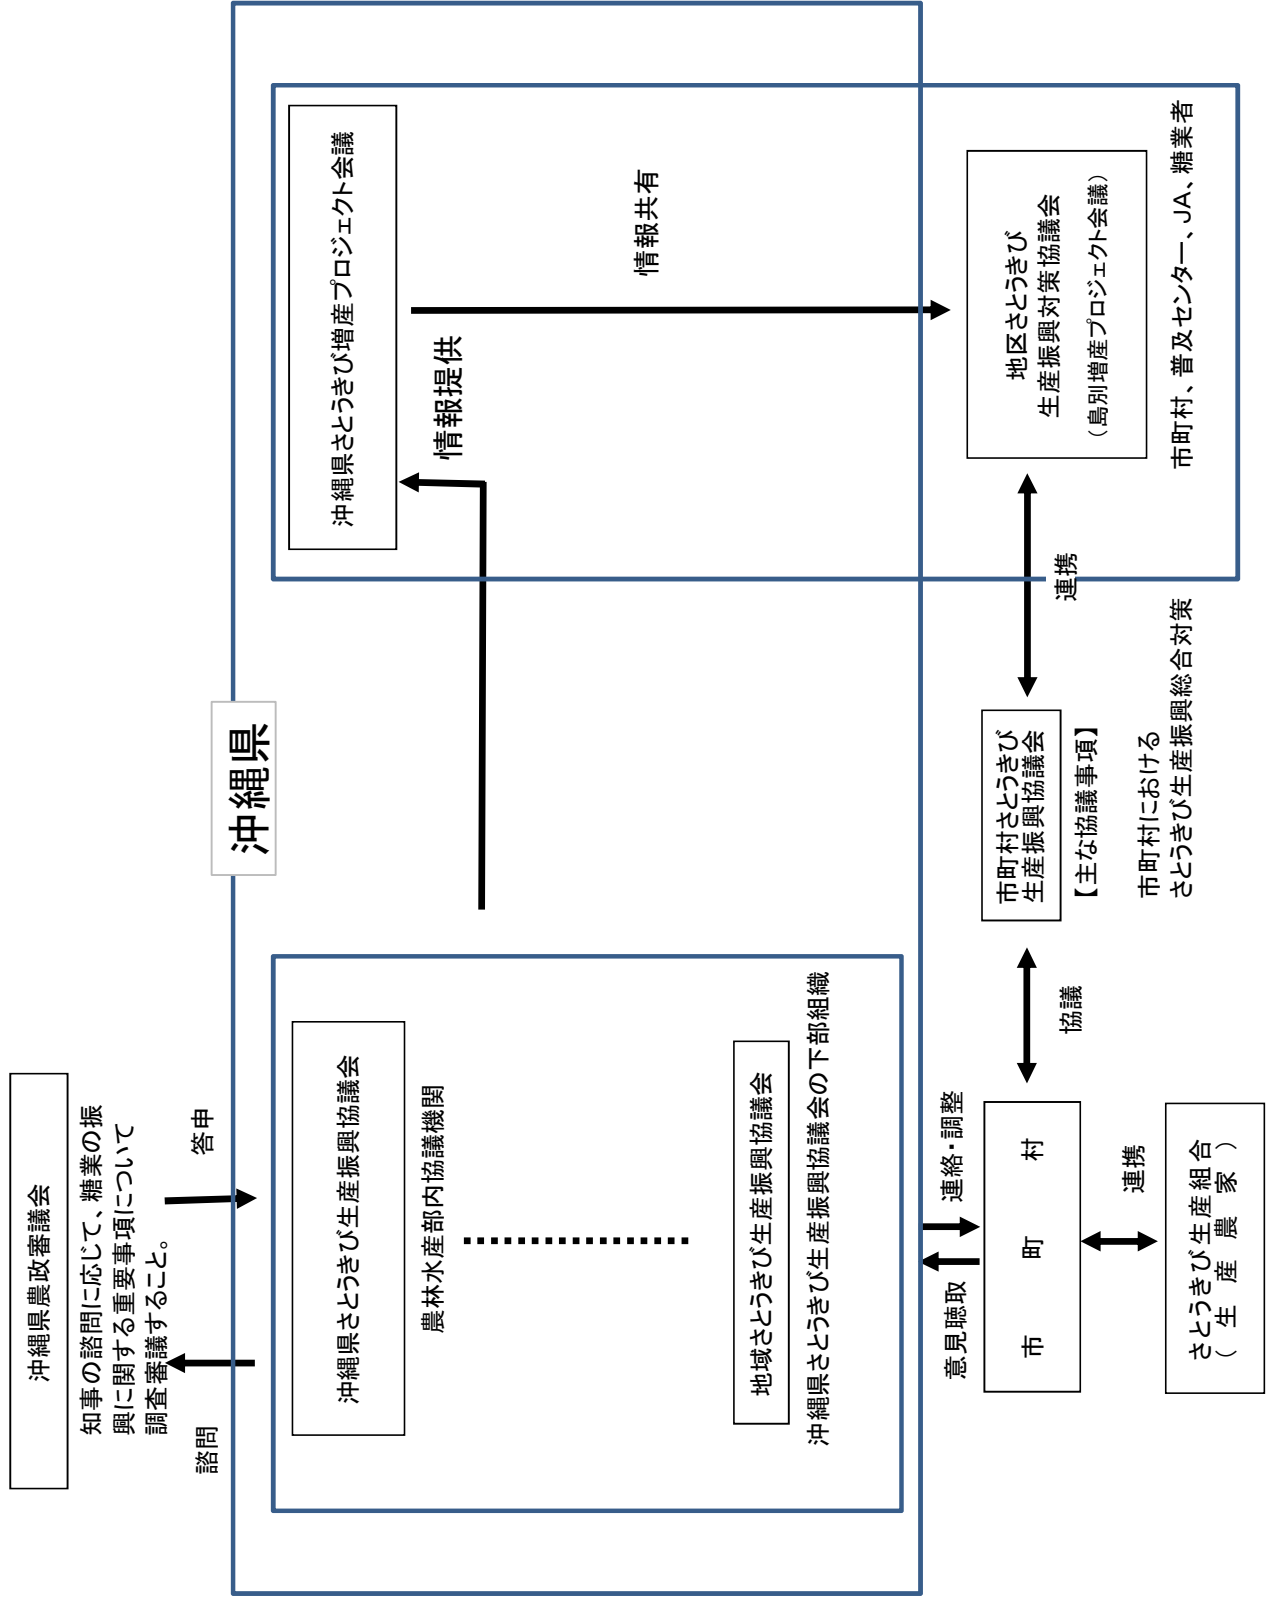 沖縄県農政審議会
知事の諮問に応じて、糖業の振
興に関する重要事項について
調査審議すること。
諮問
答申
沖縄県
沖縄県さとうきび生産振興協議会
農林水産部内協議機関
地域さとうきび生産振興協議会
沖縄県さとうきび生産振興協議会の下部組織
情報提供
沖縄県さとうきび増産プロジェクト会議
情報共有
意見聴取
連絡・調整
市町村
協議
市町村さとうきび
生産振興協議会
【主な協議事項】
市町村における
さとうきび生産振興総合対策
連携
地区さとうきび
生産振興対策協議会
（島別増産プロジェクト会議）
市町村、普及センター、JA、糖業者
連携
さとうきび生産組合
（生産農家）